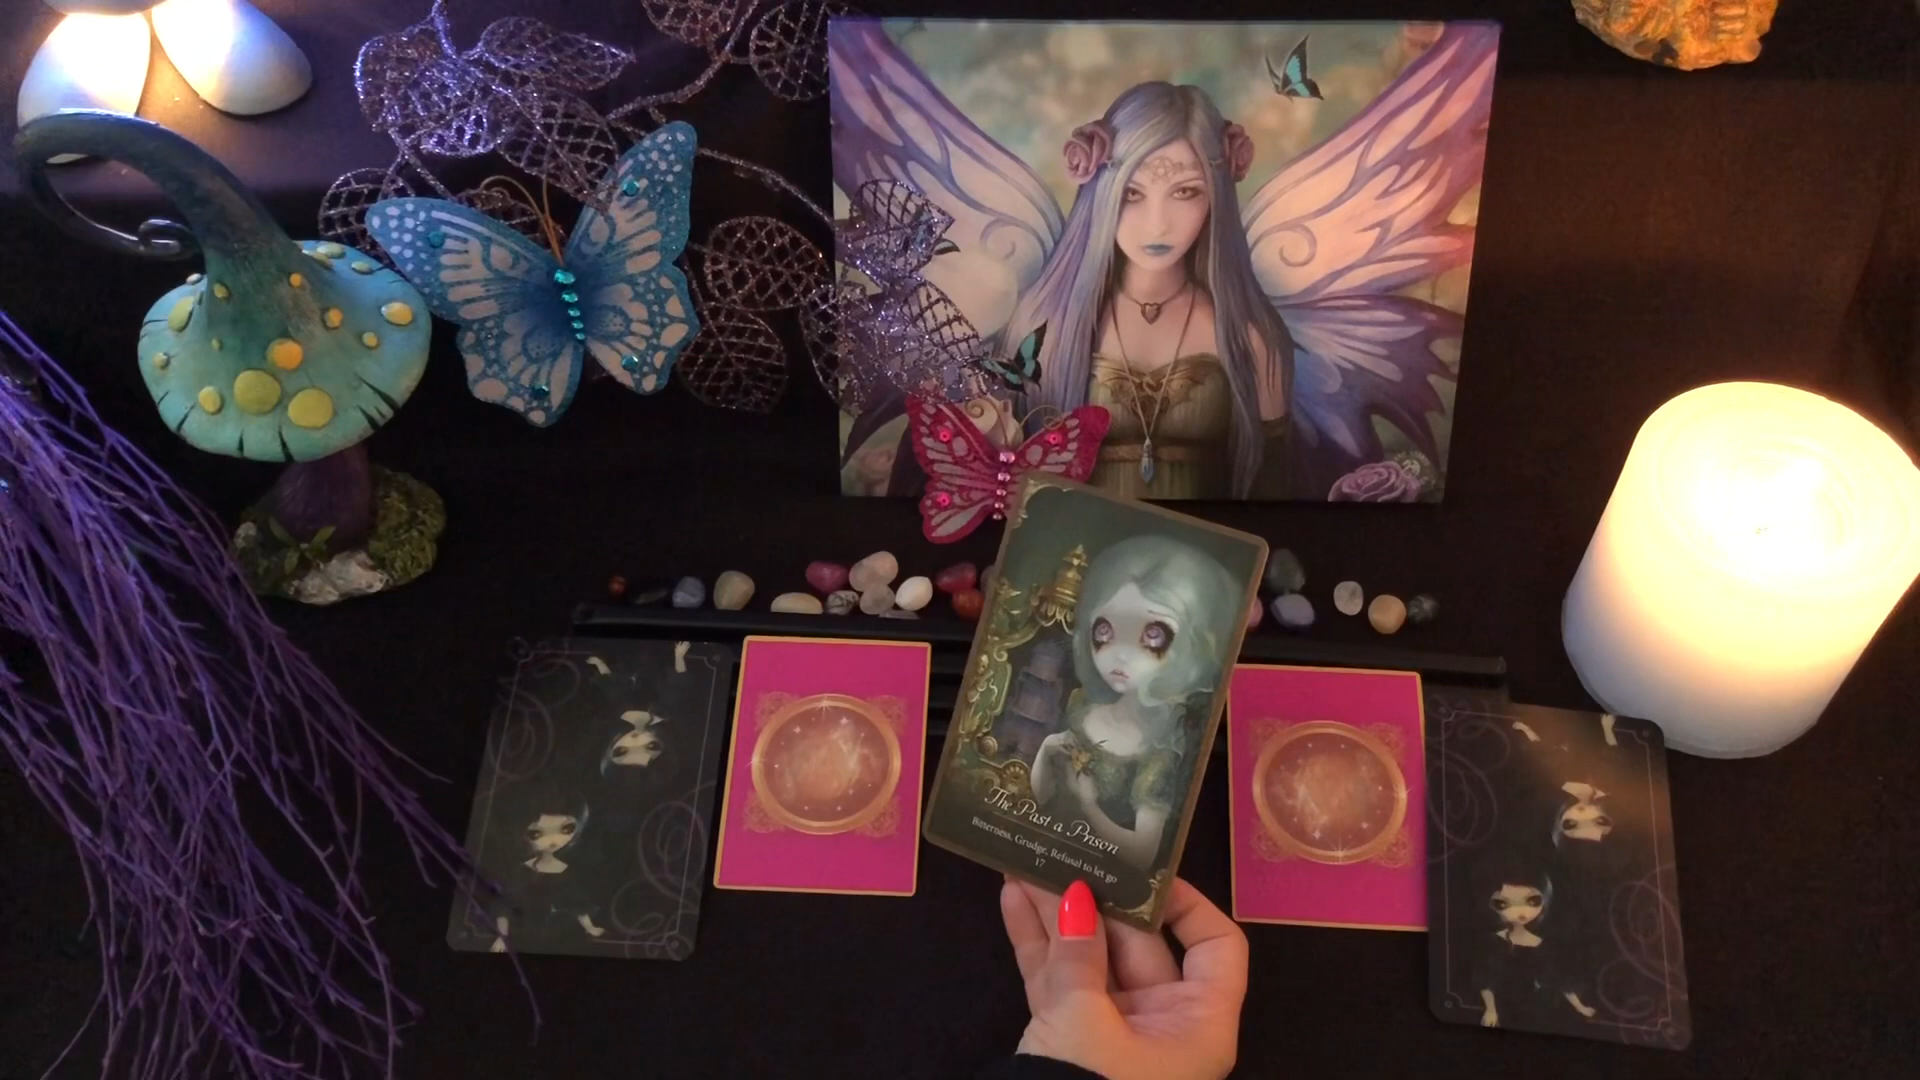 The Past a Prison
Bitterness, Grudge, Refusal to let go
17